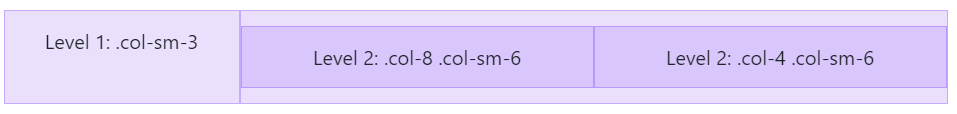 Level 1: .col-sm-3
Level 2: .col-8 .col-sm-6
Level 2: .col-4 .col-sm-6